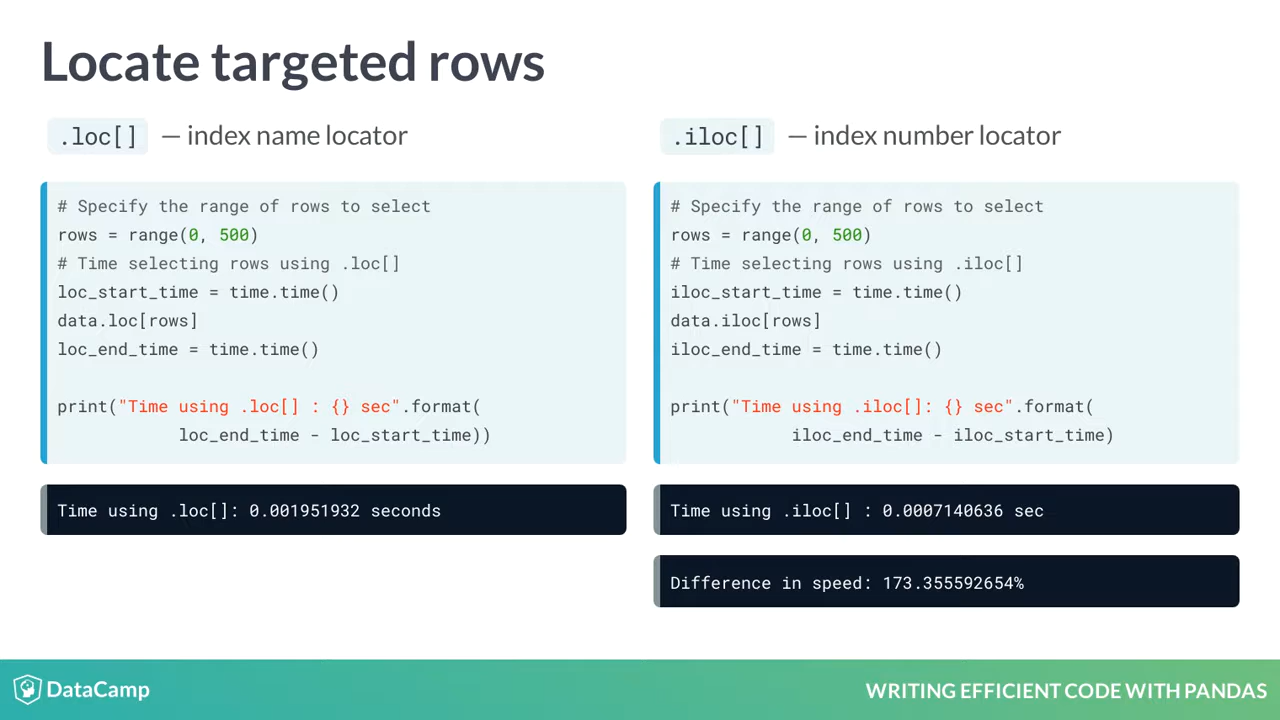 Locate targeted rows
.loc[] — index name locator
# Specify the range of rows to select
rows = range(0, 500)
# Time selecting rows using .loc[]
loc_start_time = time.time()
data.loc[rows]
loc_end_time = time.time()
print("Time using .loc[] : {} sec".format(
loc_end_time - loc_start_time))
Time using .loc[]: 0.001951932 seconds
.iloc[] — index number locator
# Specify the range of rows to select
rows = range(0, 500)
# Time selecting rows using .iloc[]
iloc_start_time = time.time()
data.iloc[rows]
iloc_end_time = time.time()
print("Time using .iloc[]: {} sec".format(
iloc_end_time - iloc_start_time)
Time using .iloc[] : 0.0007140636 sec
Difference in speed: 173.355592654%
DataCamp
WRITING EFFICIENT CODE WITH PANDAS